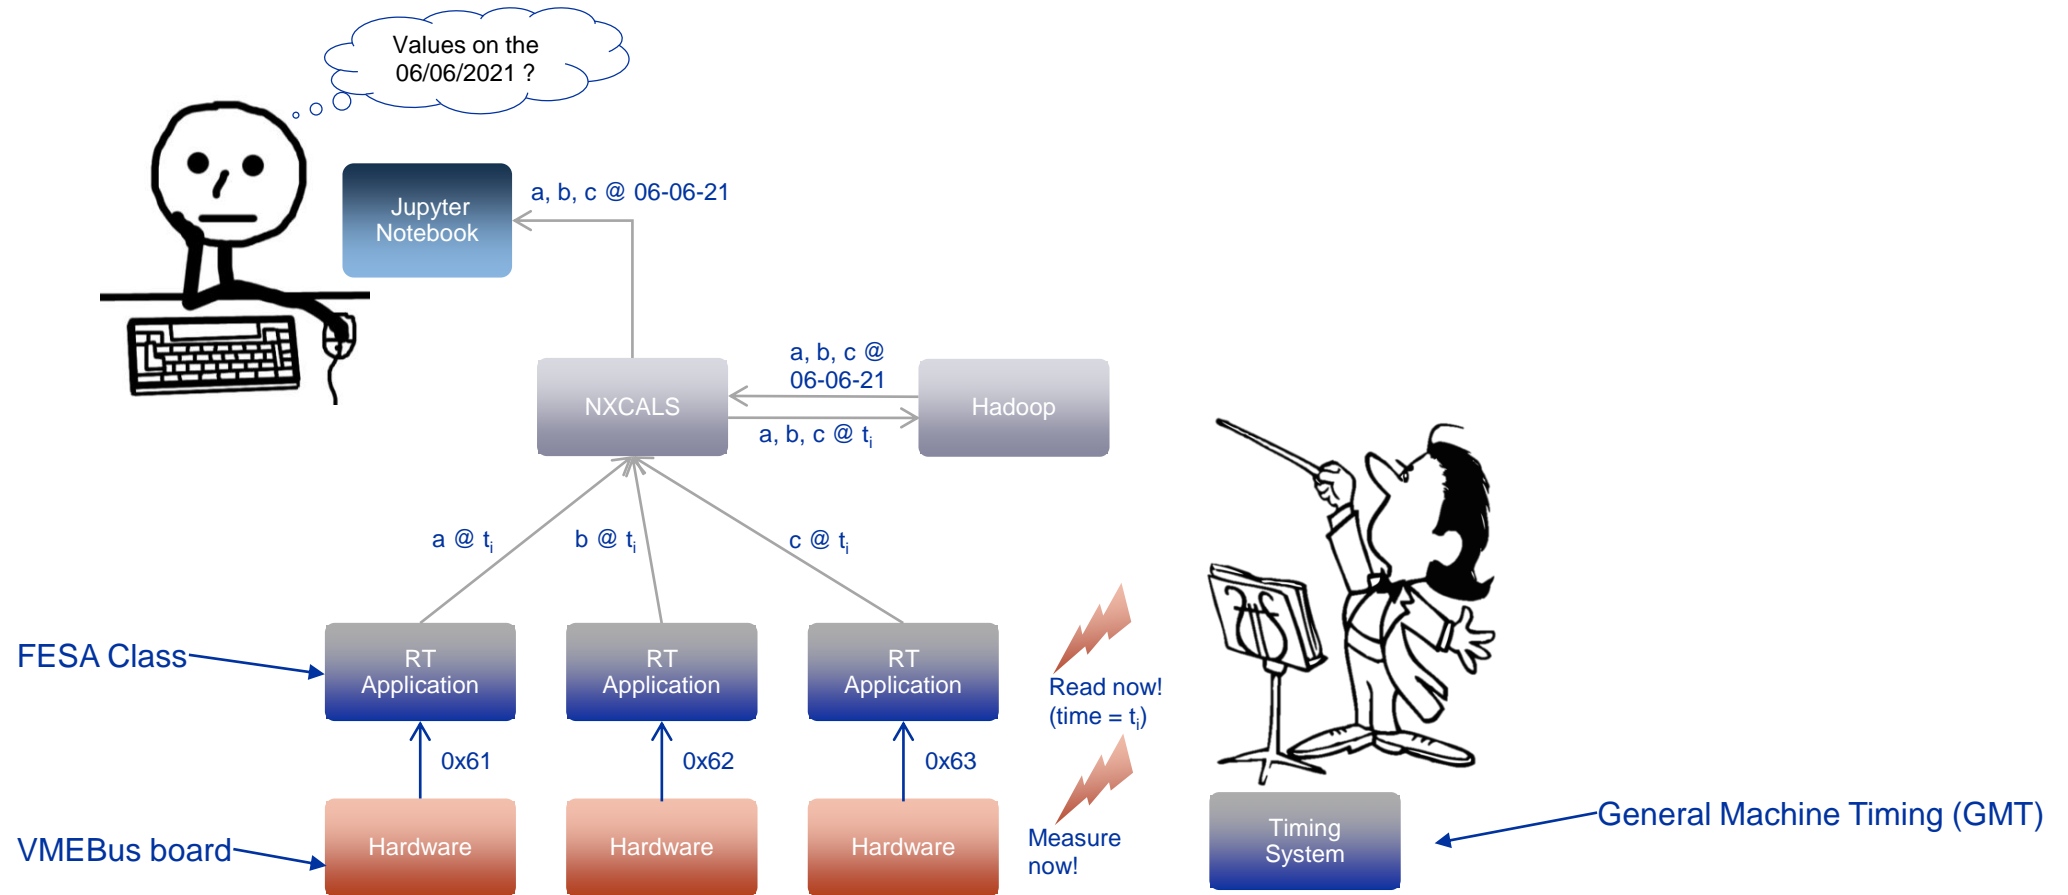 Values on the
06/06/2021 ?
Jupyter
Notebook
a, b, c @ 06-06-21
NXCALS
a, b, c @
06-06-21
a, b, c @ tᵢ
Hadoop
a @ tᵢ
b @ tᵢ
c @ tᵢ
FESA Class
RT
Application
RT
Application
RT
Application
Read now!
(time = tᵢ)
0x61
0x62
0x63
VMEBus board
Hardware
Hardware
Hardware
Measure
now!
Timing
System
General Machine Timing (GMT)